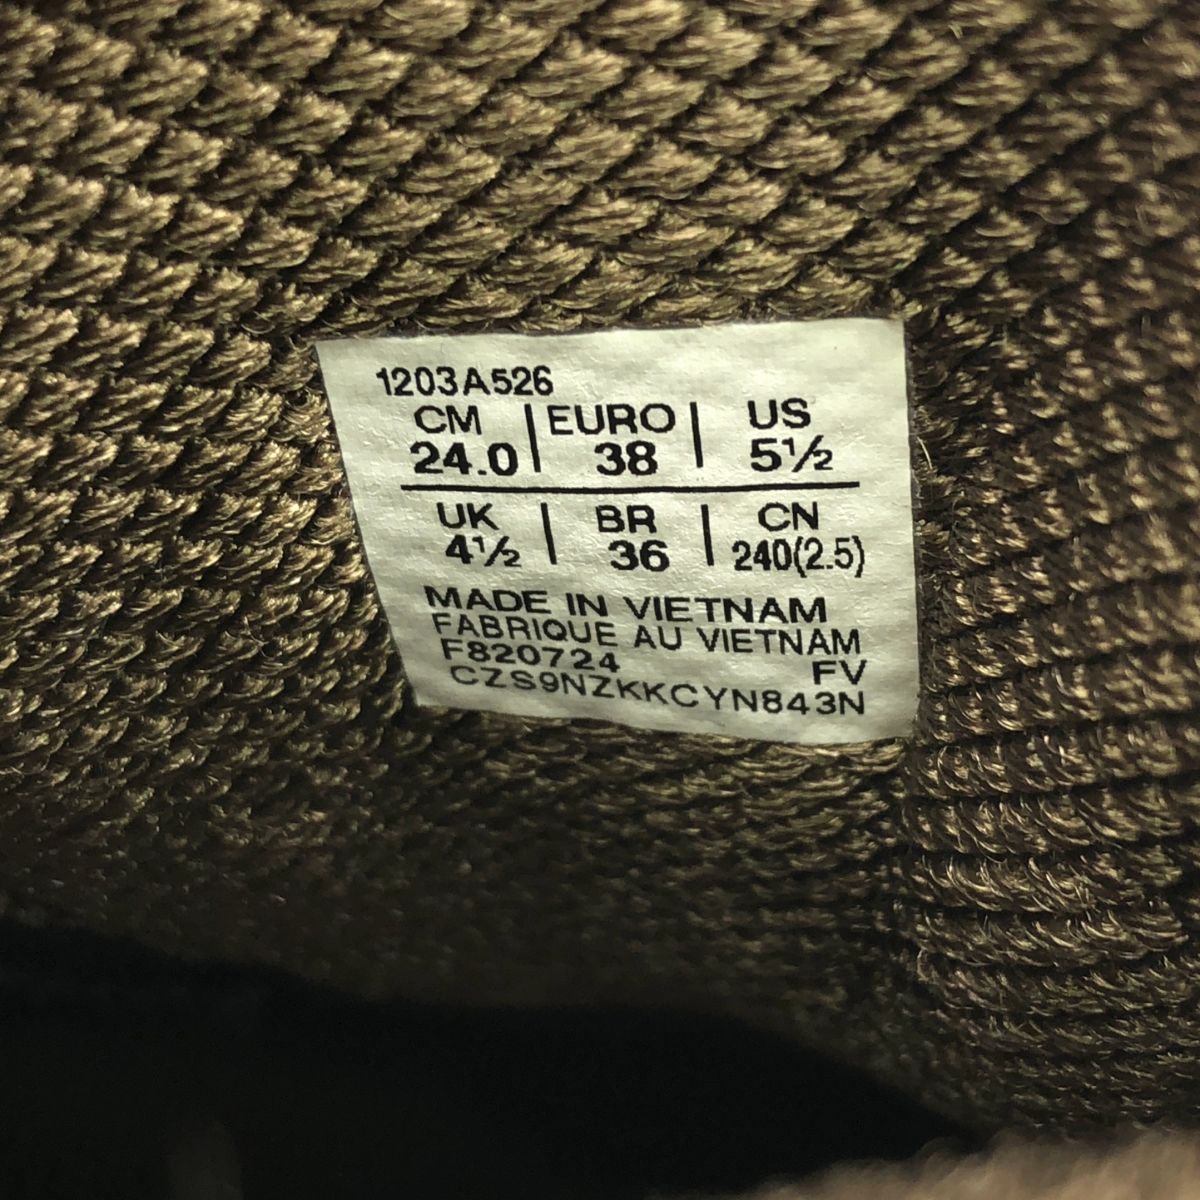 1203A526
CM | EURO | US
24.0 | 38 | 5½
UK | BR | CN
4½ | 36 | 240(2.5)
MADE IN VIETNAM
FABRIQUE AU VIETNAM
F820724 FV
CZS9NZKKCYN843N